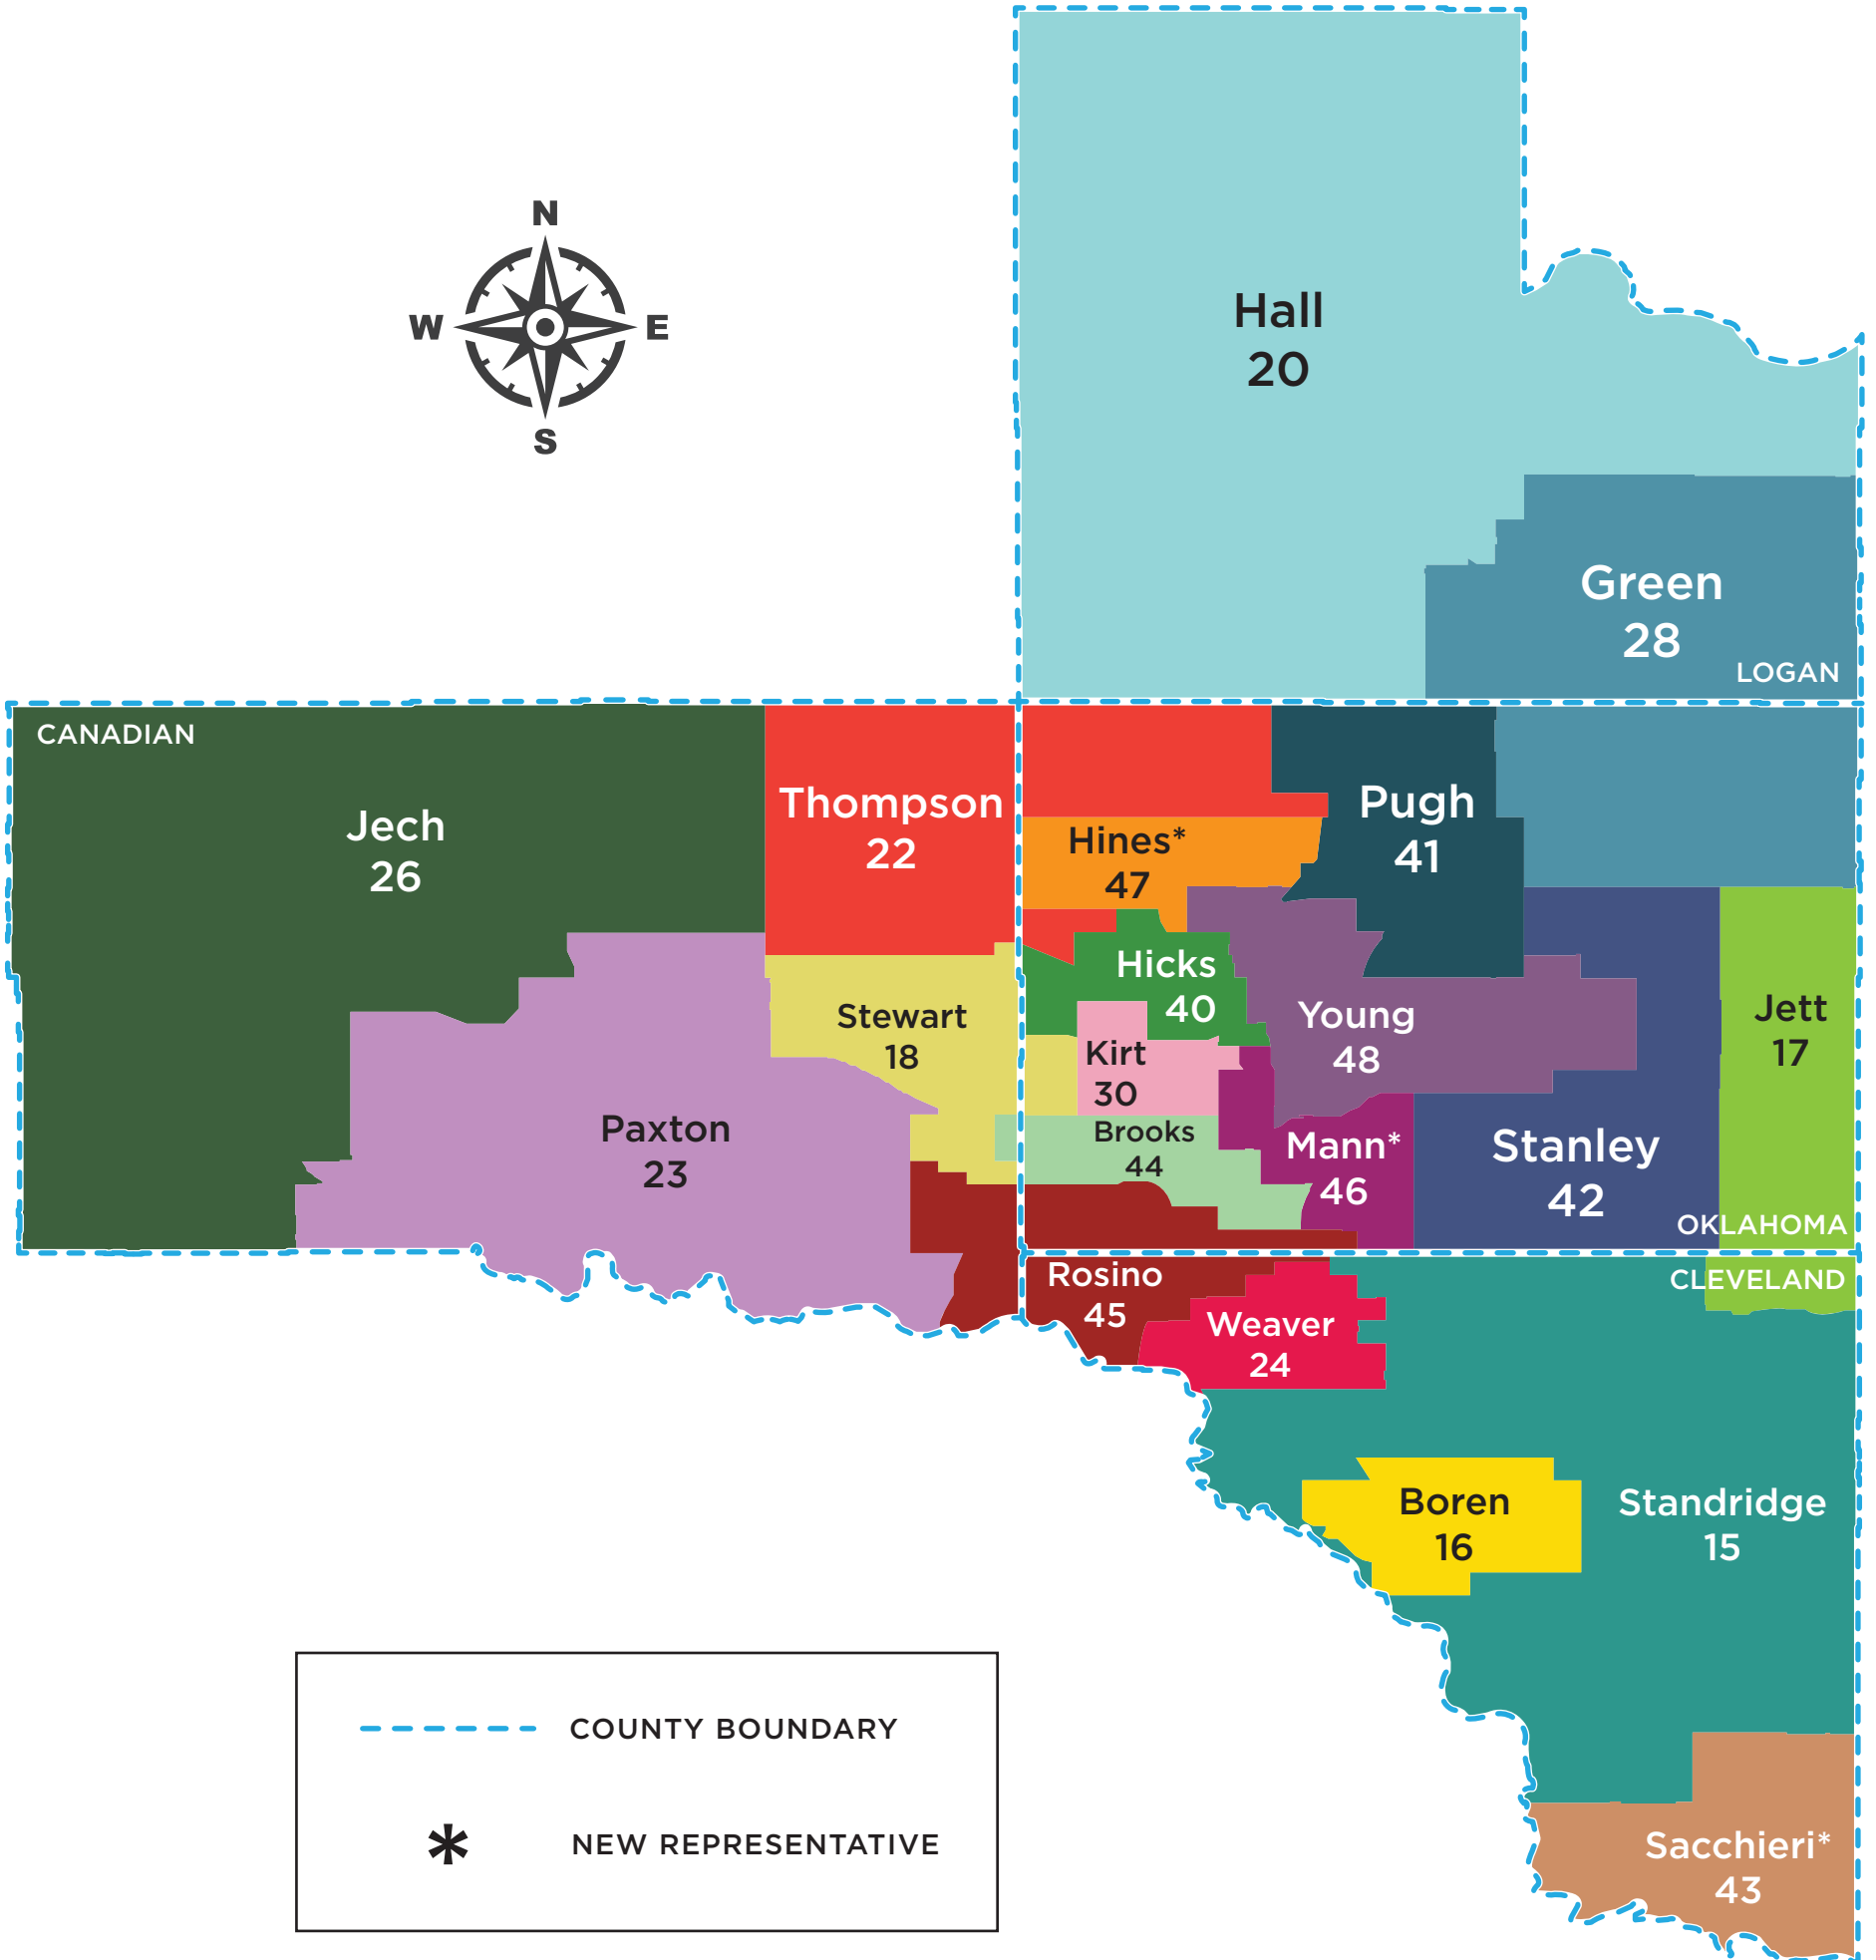 N
W
E
S
Hall
20
Green
28
LOGAN
CANADIAN
Jech
26
Thompson
22
Hines*
47
Pugh
41
Hicks
40
Stewart
18
Kirt
30
Young
48
Jett
17
Paxton
23
Brooks
44
Mann*
46
Stanley
42
OKLAHOMA
CLEVELAND
Rosino
45
Weaver
24
Boren
16
Standridge
15
Sacchieri*
43
COUNTY BOUNDARY
* NEW REPRESENTATIVE